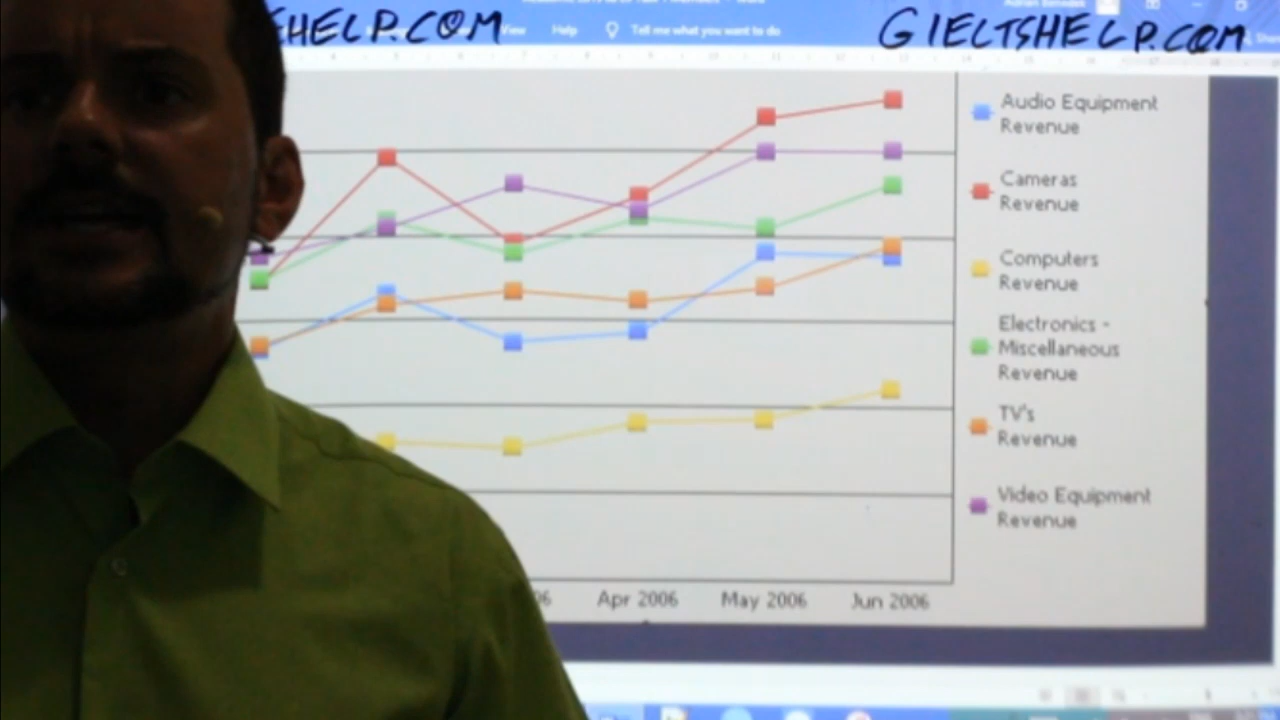 HELP.COM
GIELTSHELP.COM
View Help Tell me what you want to do
Audio Equipment
Revenue
Cameras
Revenue
Computers
Revenue
Electronics -
Miscellaneous
Revenue
TV's
Revenue
Video Equipment
Revenue
06 Apr 2006 May 2006 Jun 2006